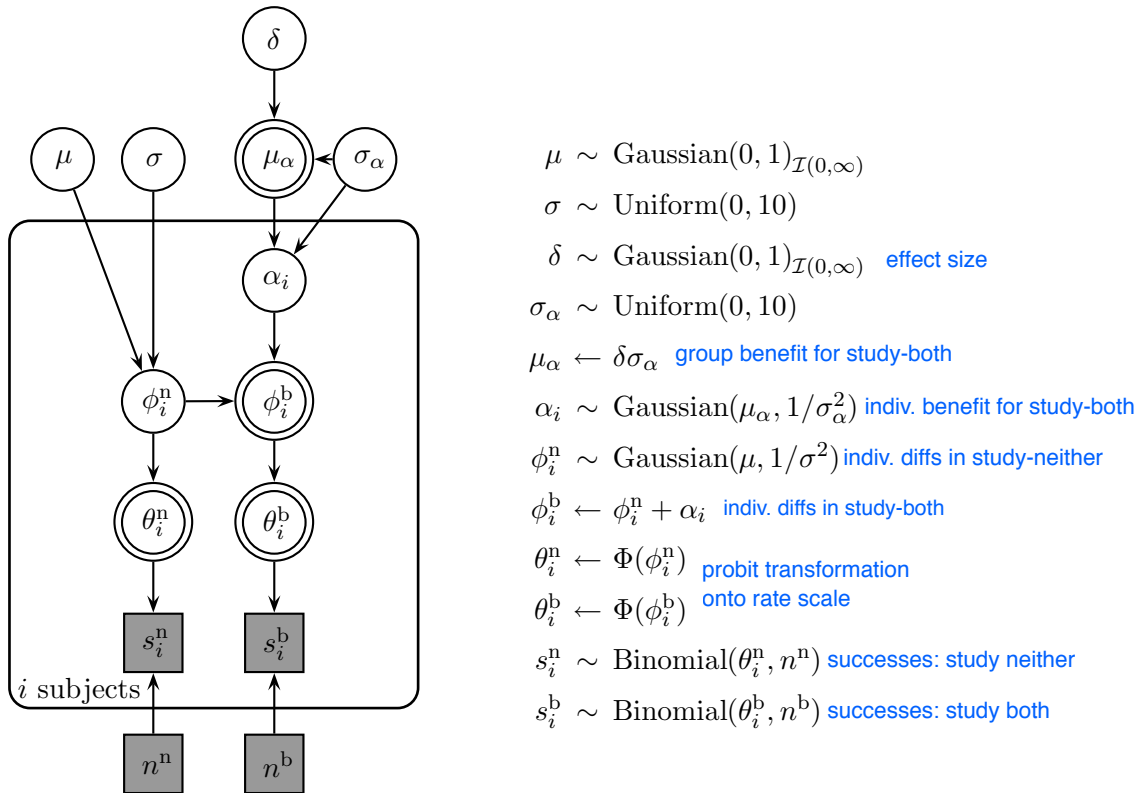 δ
μ σ μ_α σ_α
α_i
φ_i^n φ_i^b
θ_i^n θ_i^b
s_i^n s_i^b
i subjects
n^n n^b
μ ∼ Gaussian(0, 1)_{I(0,∞)}
σ ∼ Uniform(0, 10)
δ ∼ Gaussian(0, 1)_{I(0,∞)} effect size
σ_α ∼ Uniform(0, 10)
μ_α ← δσ_α group benefit for study-both
α_i ∼ Gaussian(μ_α, 1/σ_α^2) indiv. benefit for study-both
φ_i^n ∼ Gaussian(μ, 1/σ^2) indiv. diffs in study-neither
φ_i^b ← φ_i^n + α_i indiv. diffs in study-both
θ_i^n ← Φ(φ_i^n) probit transformation
θ_i^b ← Φ(φ_i^b) onto rate scale
s_i^n ∼ Binomial(θ_i^n, n^n) successes: study neither
s_i^b ∼ Binomial(θ_i^b, n^b) successes: study both